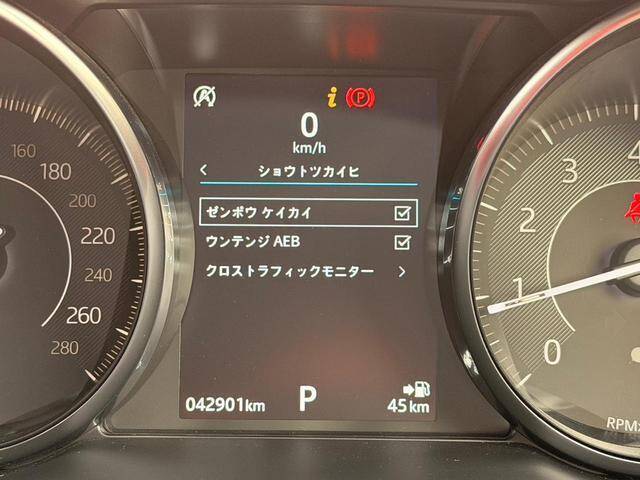 160
180
200
220
240
260
280
i
(P)
0
km/h
ショウトツカイヒ
ゼンボウ ケイカイ
ウンテンジ AEB
クロストラフィックモニター
042901km
P
45km
4
3
2
1
0
RPM